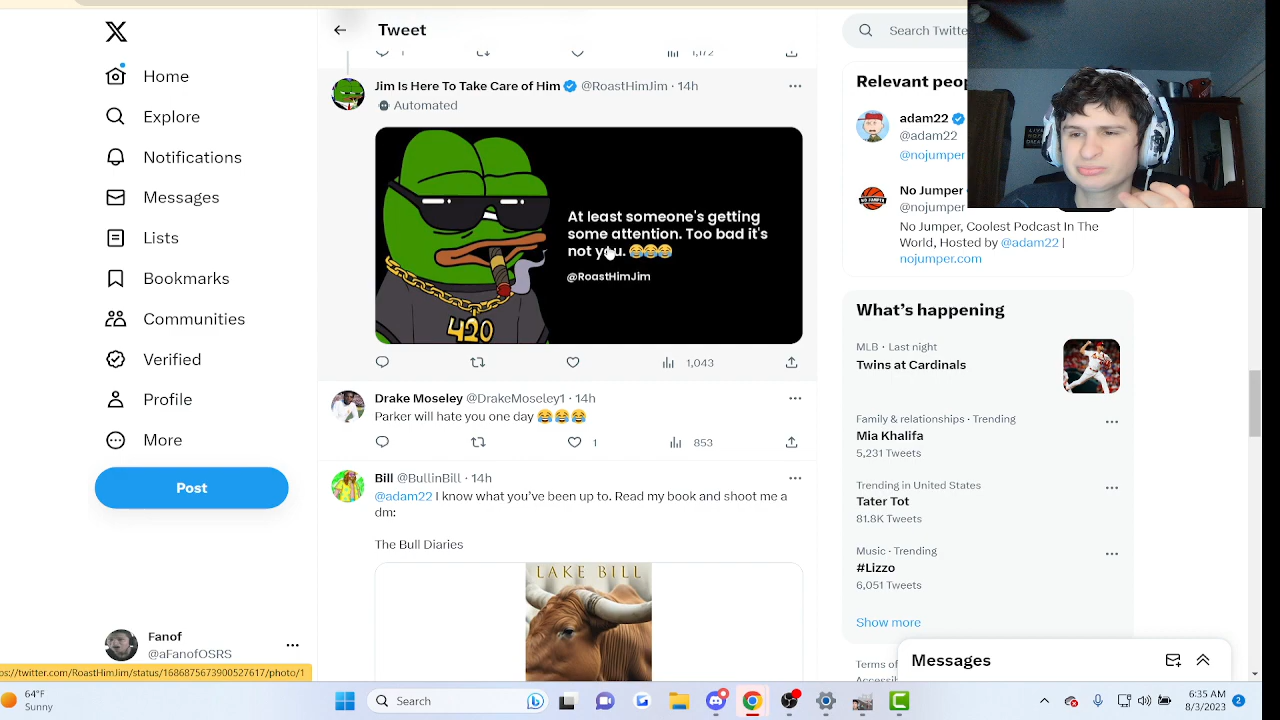 Tweet
Search Twitte
Home
Explore
Notifications
Messages
Lists
Bookmarks
Communities
Verified
Profile
More
Post
Fanof
@aFanofOSRS
1,172
Jim Is Here To Take Care of Him @RoastHimJim · 14h
Automated
At least someone's getting
some attention. Too bad it's
not you. 😂😂😂
@RoastHimJim
420
1,043
Drake Moseley @DrakeMoseley1 · 14h
Parker will hate you one day 😂😂😂
1
853
Bill @BullinBill · 14h
@adam22 I know what you've been up to. Read my book and shoot me a
dm:
The Bull Diaries
LAKE BILL
Relevant peop
adam22
@adam22
@nojumper
No Jumper
@nojumper
No Jumper, Coolest Podcast In The
World, Hosted by @adam22 |
nojumper.com
What's happening
MLB · Last night
Twins at Cardinals
Family & relationships · Trending
Mia Khalifa
5,231 Tweets
Trending in United States
Tater Tot
81.8K Tweets
Music · Trending
#Lizzo
6,051 Tweets
Show more
Terms of
Messages
ps://twitter.com/RoastHimJim/status/1686875673900527617/photo/1
64°F
Sunny
Search
6:35 AM
8/3/2023
2